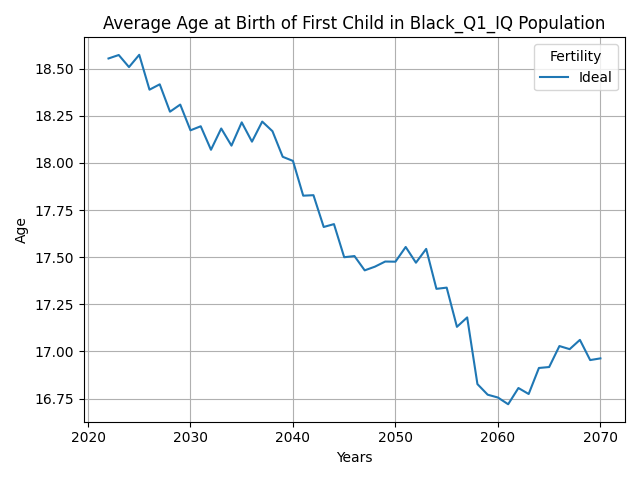 Average Age at Birth of First Child in Black_Q1_IQ Population
Fertility
Ideal
18.50
18.25
18.00
17.75
17.50
17.25
17.00
16.75
Age
2020
2030
2040
2050
2060
2070
Years